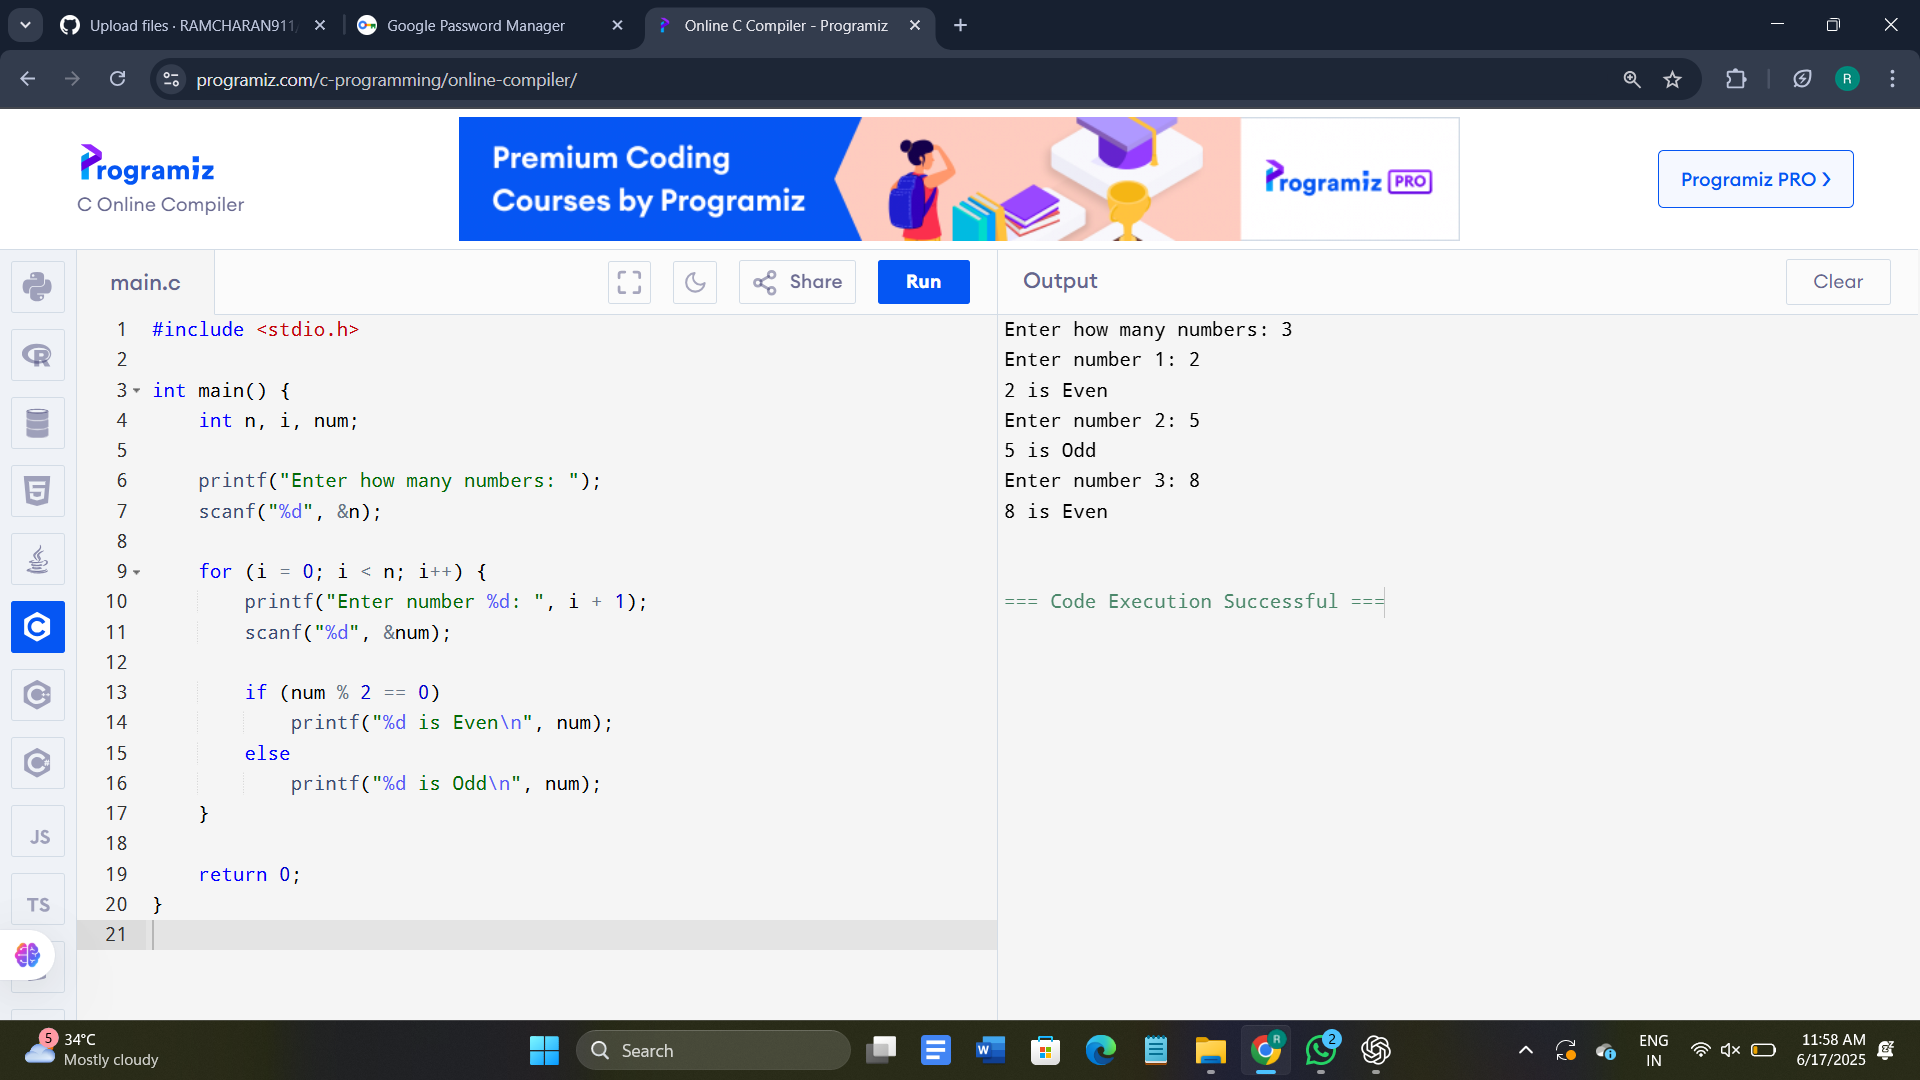 Upload files · RAMCHARAN911/
Google Password Manager
Online C Compiler - Programiz
programiz.com/c-programming/online-compiler/
R
Programiz
C Online Compiler
Premium Coding
Courses by Programiz
Programiz PRO
Programiz PRO
main.c
Share
Run
Output
Clear
1 #include <stdio.h>
2
3 int main() {
4     int n, i, num;
5
6     printf("Enter how many numbers: ");
7     scanf("%d", &n);
8
9     for (i = 0; i < n; i++) {
10         printf("Enter number %d: ", i + 1);
11         scanf("%d", &num);
12
13         if (num % 2 == 0)
14             printf("%d is Even\n", num);
15         else
16             printf("%d is Odd\n", num);
17     }
18
19     return 0;
20 }
21
Enter how many numbers: 3
Enter number 1: 2
2 is Even
Enter number 2: 5
5 is Odd
Enter number 3: 8
8 is Even
=== Code Execution Successful ===
R
5
C
C
JS
TS
5
34°C
Mostly cloudy
Search
W
R
2
ENG
IN
11:58 AM
6/17/2025